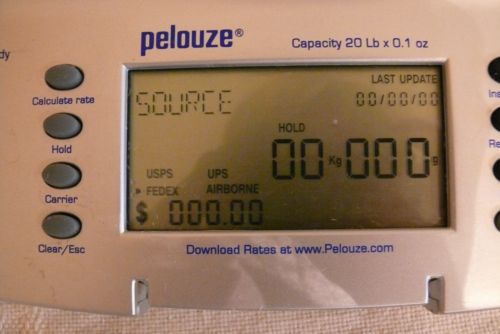 pelouze®
Capacity 20 Lb x 0.1 oz
Calculate rate
Hold
Carrier
Clear/Esc
LAST UPDATE
SOURCE
00/00/00
HOLD
00 Kg 000 g
USPS UPS
FEDEX AIRBORNE
$ 000.00
Download Rates at www.Pelouze.com